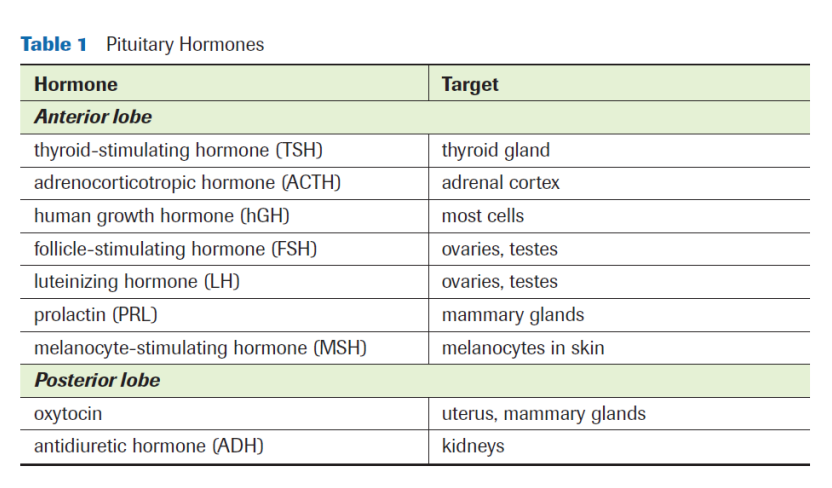 Table 1 Pituitary Hormones
Hormone Target
Anterior lobe
thyroid-stimulating hormone (TSH) thyroid gland
adrenocorticotropic hormone (ACTH) adrenal cortex
human growth hormone (hGH) most cells
follicle-stimulating hormone (FSH) ovaries, testes
luteinizing hormone (LH) ovaries, testes
prolactin (PRL) mammary glands
melanocyte-stimulating hormone (MSH) melanocytes in skin
Posterior lobe
oxytocin uterus, mammary glands
antidiuretic hormone (ADH) kidneys